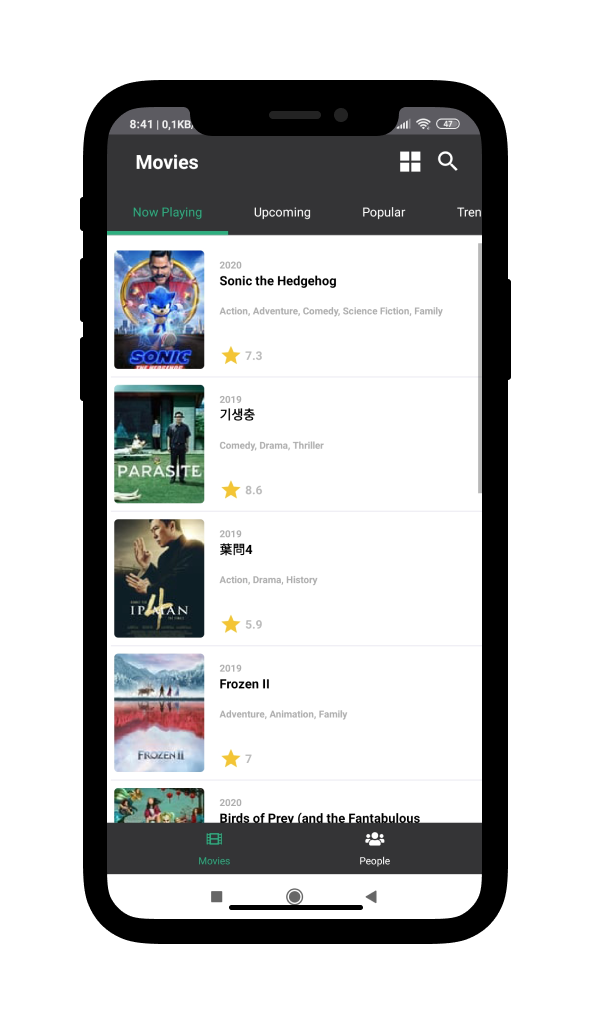 8:41 | 0,1KB/
47
Movies
Now Playing
Upcoming
Popular
Tren
SONIC
THE HEDGEHOG
2020
Sonic the Hedgehog
Action, Adventure, Comedy, Science Fiction, Family
7.3
PARASITE
2019
기생충
Comedy, Drama, Thriller
8.6
IP MAN
4
2019
葉問4
Action, Drama, History
5.9
FROZEN II
2019
Frozen II
Adventure, Animation, Family
7
2020
Birds of Prey (and the Fantabulous
Movies
People